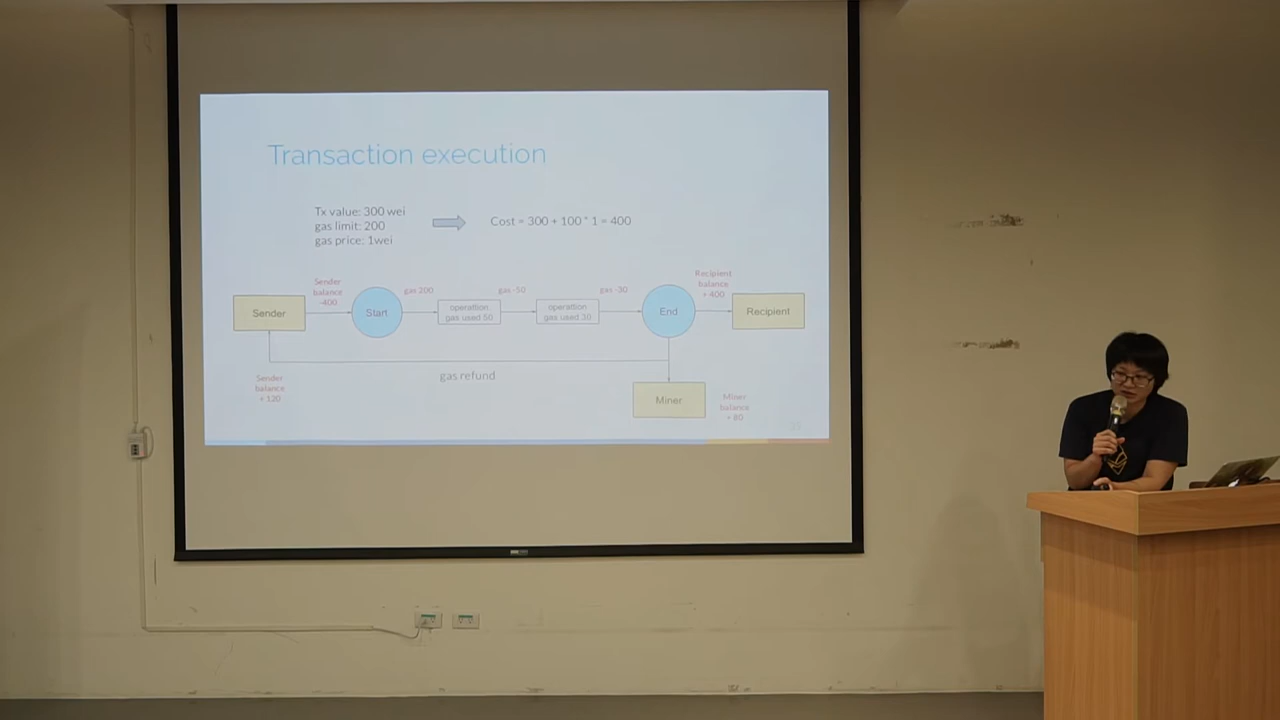 Transaction execution
Tx value: 300 wei
gas limit: 200
gas price: 1wei
Cost = 300 + 100 * 1 = 400
Sender
balance
-400
gas 200
gas -50
gas -30
Recipient
balance
+ 400
Sender
Start
operation
gas used 50
operation
gas used 30
End
Recipient
gas refund
Sender
balance
+ 120
Miner
Miner
balance
+ 80